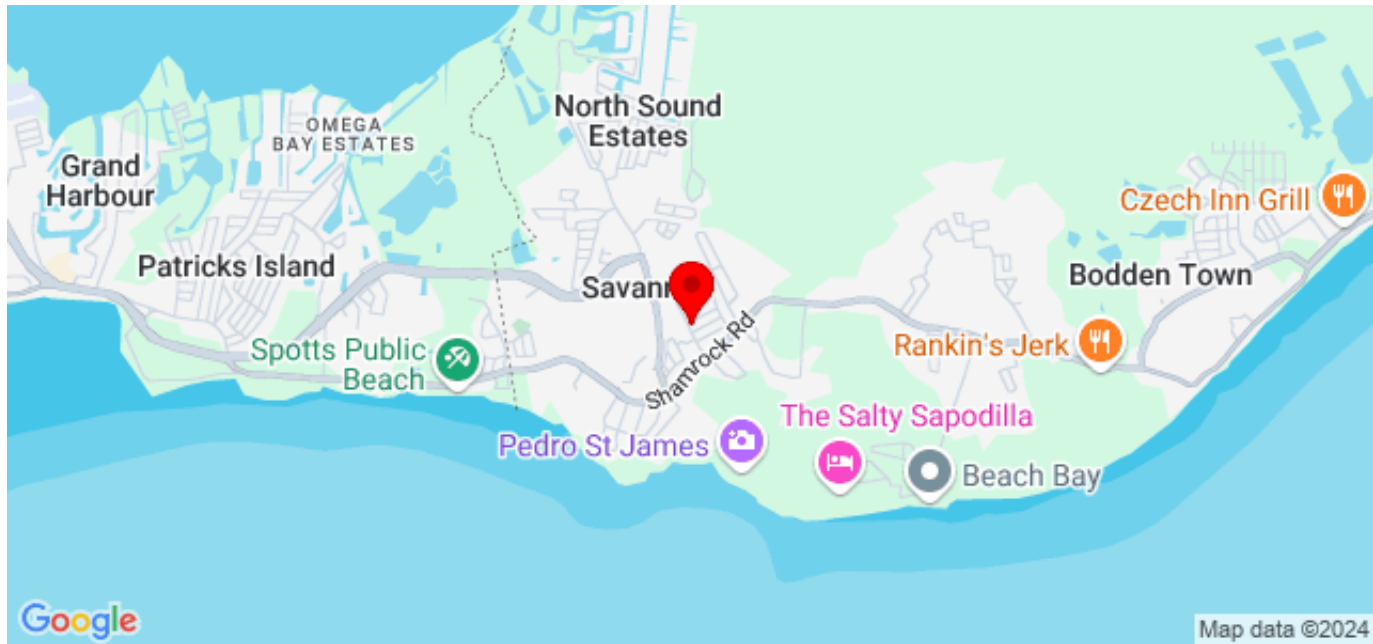 OMEGA
BAY ESTATES
North Sound
Estates
Grand
Harbour
Patricks Island
Czech Inn Grill
Bodden Town
Spotts Public
Beach
Shamrock Rd
Rankin's Jerk
Pedro St James
The Salty Sapodilla
Beach Bay
Google
Map data ©2024